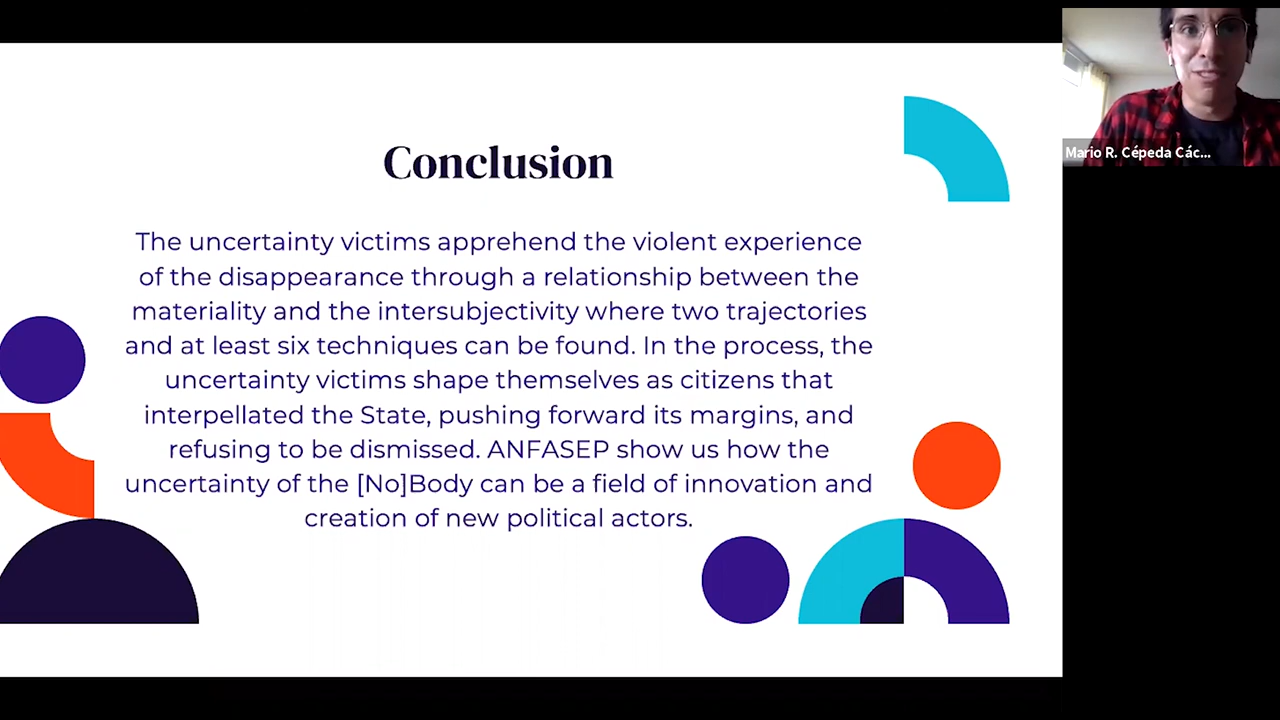 Conclusion
The uncertainty victims apprehend the violent experience
of the disappearance through a relationship between the
materiality and the intersubjectivity where two trajectories
and at least six techniques can be found. In the process, the
uncertainty victims shape themselves as citizens that
interpellated the State, pushing forward its margins, and
refusing to be dismissed. ANFASEP show us how the
uncertainty of the [No]Body can be a field of innovation and
creation of new political actors.
Mario R. Cépeda Các...